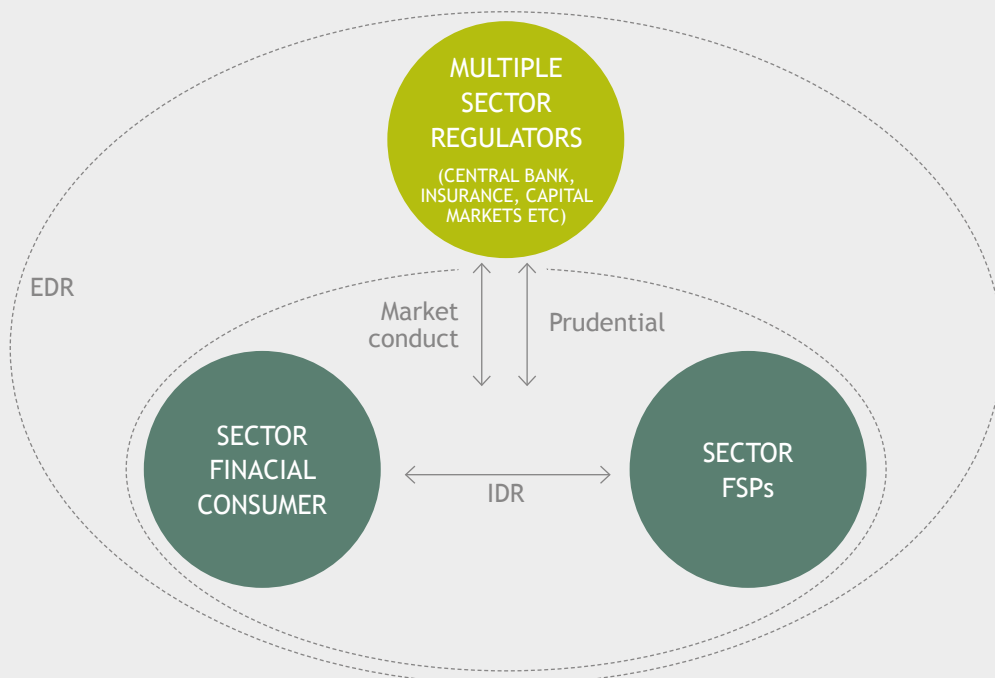 MULTIPLE
SECTOR
REGULATORS
(CENTRAL BANK,
INSURANCE, CAPITAL
MARKETS ETC)
EDR
Market
conduct
Prudential
SECTOR
FINACIAL
CONSUMER
IDR
SECTOR
FSPs